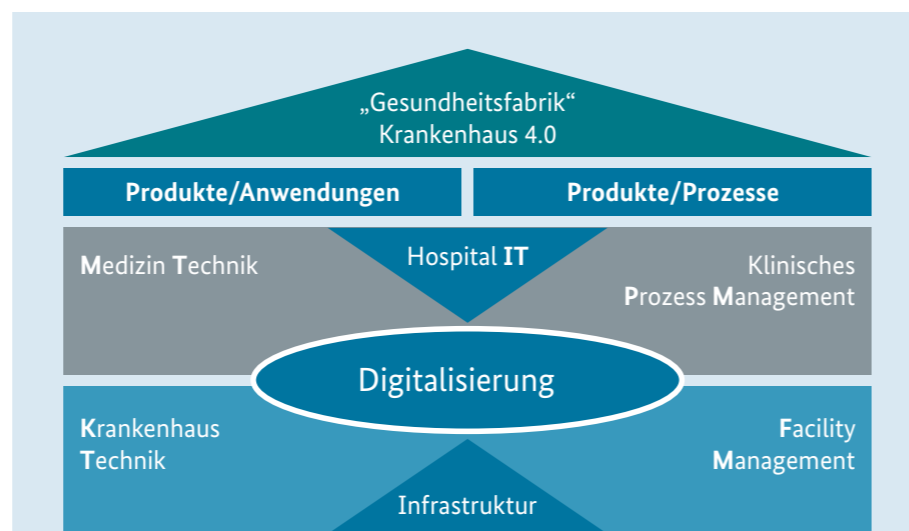 „Gesundheitsfabrik“
Krankenhaus 4.0
Produkte/Anwendungen
Produkte/Prozesse
Medizin Technik
Hospital IT
Klinisches
Prozess Management
Digitalisierung
Krankenhaus
Technik
Facility
Management
Infrastruktur